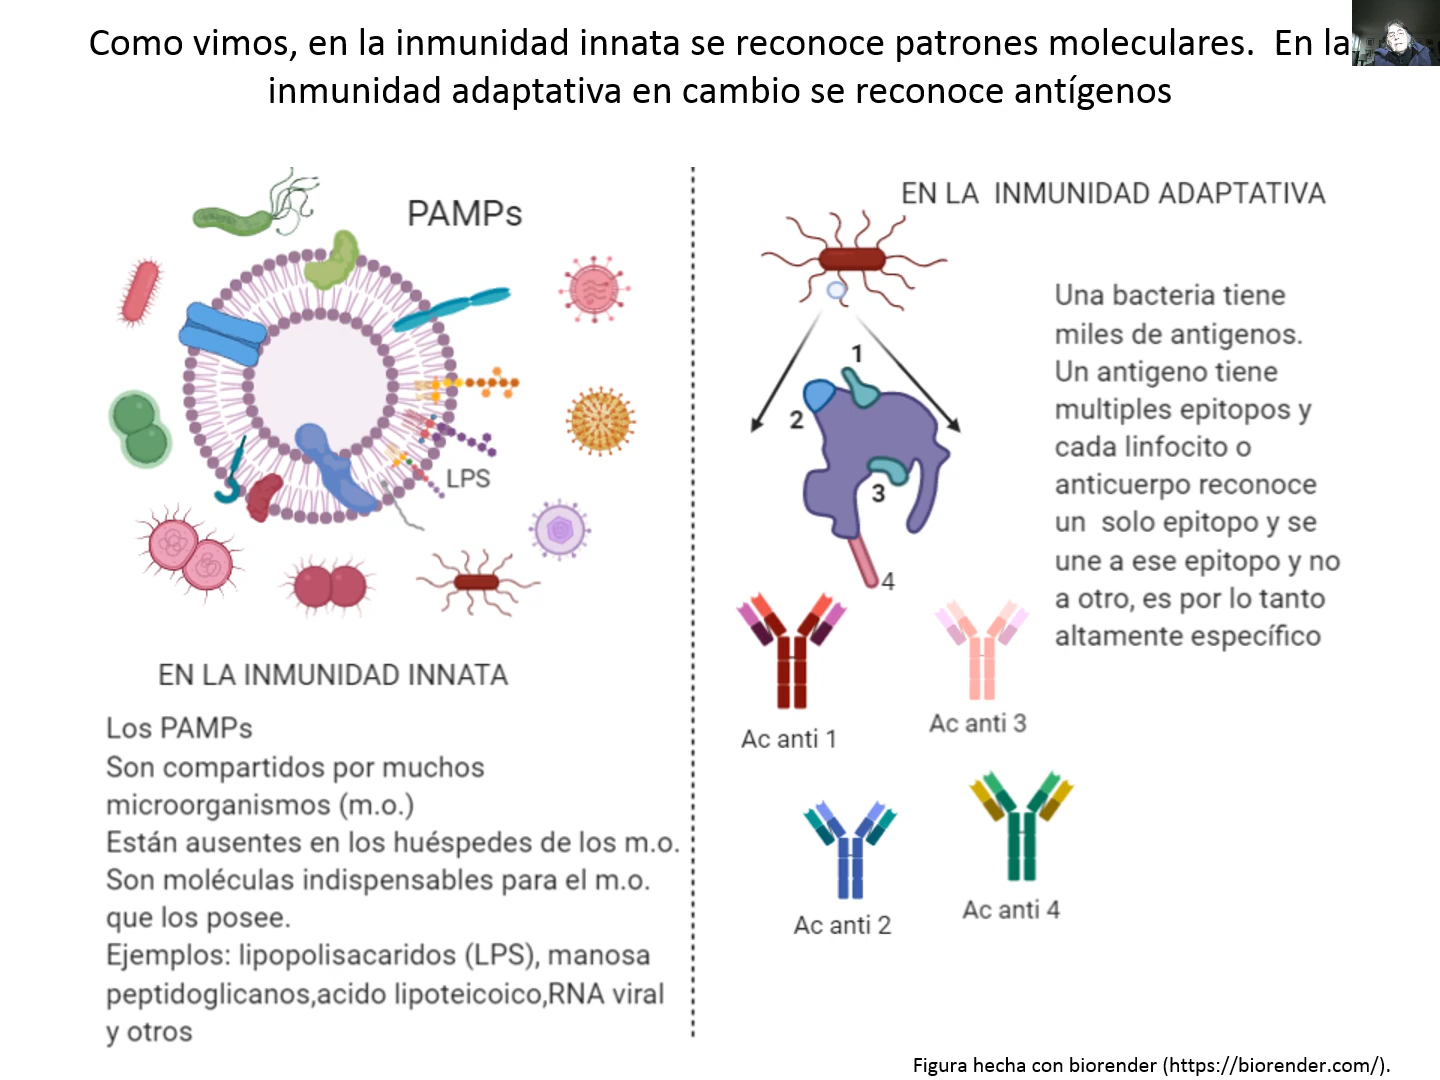 Como vimos, en la inmunidad innata se reconoce patrones moleculares.  En la
inmunidad adaptativa en cambio se reconoce antígenos
PAMPs
LPS
EN LA INMUNIDAD INNATA
Los PAMPs
Son compartidos por muchos
microorganismos (m.o.)
Están ausentes en los huéspedes de los m.o.
Son moléculas indispensables para el m.o.
que los posee.
Ejemplos: lipopolisacaridos (LPS), manosa
peptidoglicanos,acido lipoteicoico,RNA viral
y otros
EN LA  INMUNIDAD ADAPTATIVA
1
2
3
4
Una bacteria tiene
miles de antigenos.
Un antigeno tiene
multiples epitopos y
cada linfocito o
anticuerpo reconoce
un  solo epitopo y se
une a ese epitopo y no
a otro, es por lo tanto
altamente específico
Ac anti 1
Ac anti 3
Ac anti 2
Ac anti 4
Figura hecha con biorender (https://biorender.com/).